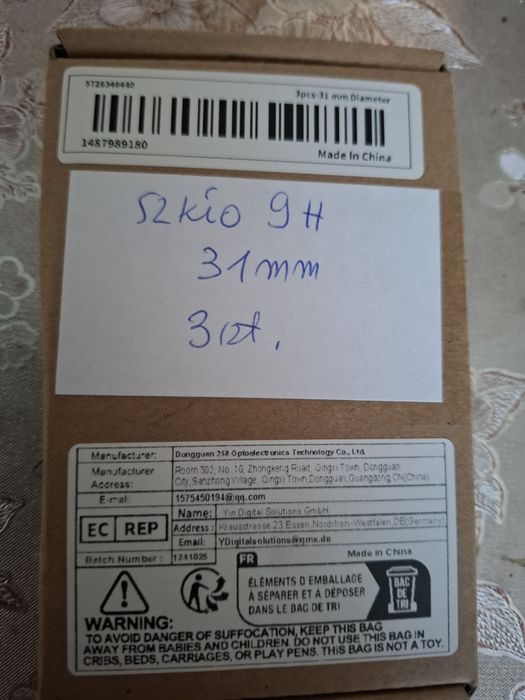 3726346440
3pcs-31 mm Diameter
1487989180
Made in China
szkło 9H
31mm
3szt.
Manufacturer: Dongguan 258 Optoelectronics Technology Co., Ltd.
Manufacturer Address: Room 302, No. 10, Zhongkeng Road, Qingxi Town, Dongguan
City, Sanzhong Village, Qingxi Town, Dongguan, Guangdong, CN(China)
E-mail: 1575450194@qq.com
EC REP
Name: Yin Digital Solutions GmbH
Address: Krausstrasse 23 Essen, Nordrhein-Westfalen, DE(Germany)
Email: YDigitalsolutions@gmx.de
Batch Number: 1241025
Made in China
FR
ÉLÉMENTS D EMBALLAGE
À SÉPARER ET À DÉPOSER
DANS LE BAC DE TRI
BAC
DE
TRI
WARNING:
TO AVOID DANGER OF SUFFOCATION, KEEP THIS BAG
AWAY FROM BABIES AND CHILDREN. DO NOT USE THIS BAG IN
CRIBS, BEDS, CARRIAGES, OR PLAY PENS. THIS BAG IS NOT A TOY.